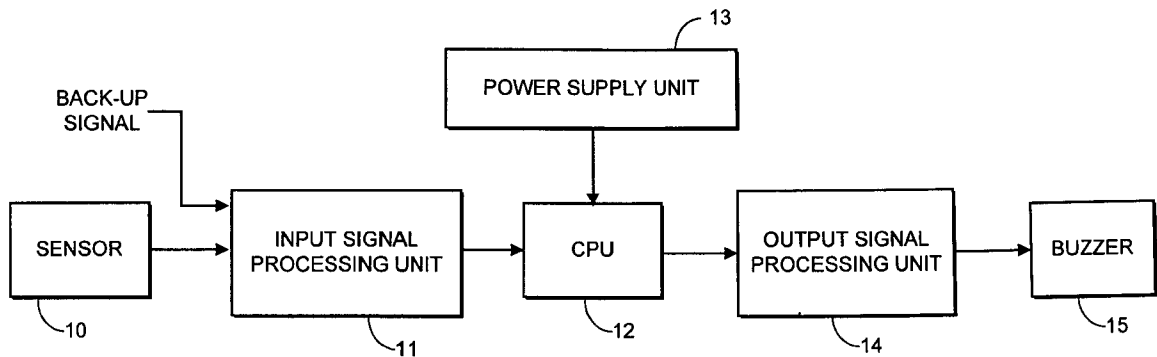 13
POWER SUPPLY UNIT
BACK-UP
SIGNAL
SENSOR
INPUT SIGNAL
PROCESSING UNIT
CPU
OUTPUT SIGNAL
PROCESSING UNIT
BUZZER
10
11
12
14
15